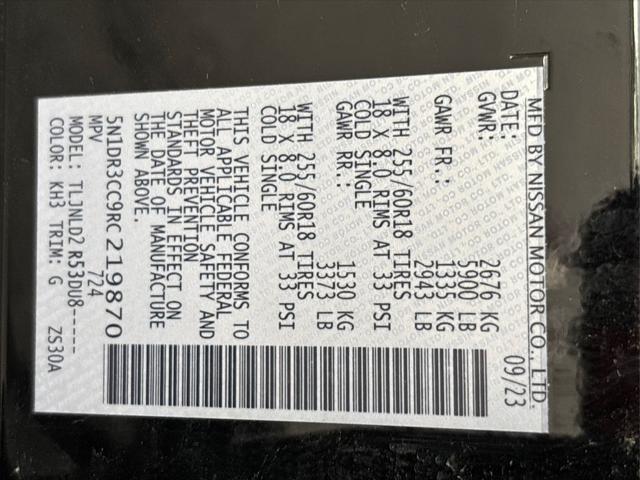 MFD BY NISSAN MOTOR CO., LTD.
DATE: 09/23
GVWR: 2676 KG
5900 LB
GAWR FR.: 1335 KG
2943 LB
WITH 255/60R18 TIRES
18 X 8.0 RIMS AT 33 PSI
COLD SINGLE
GAWR RR.: 1530 KG
3373 LB
WITH 255/60R18 TIRES
18 X 8.0 RIMS AT 33 PSI
COLD SINGLE
THIS VEHICLE CONFORMS TO
ALL APPLICABLE FEDERAL
MOTOR VEHICLE SAFETY AND
THEFT PREVENTION
STANDARDS IN EFFECT ON
THE DATE OF MANUFACTURE
SHOWN ABOVE.
5N1DR3CC9RC219870
MPV 724
MODEL: TLJNLD2 R53DU8-----
COLOR: KH3 TRIM: G ZS30A